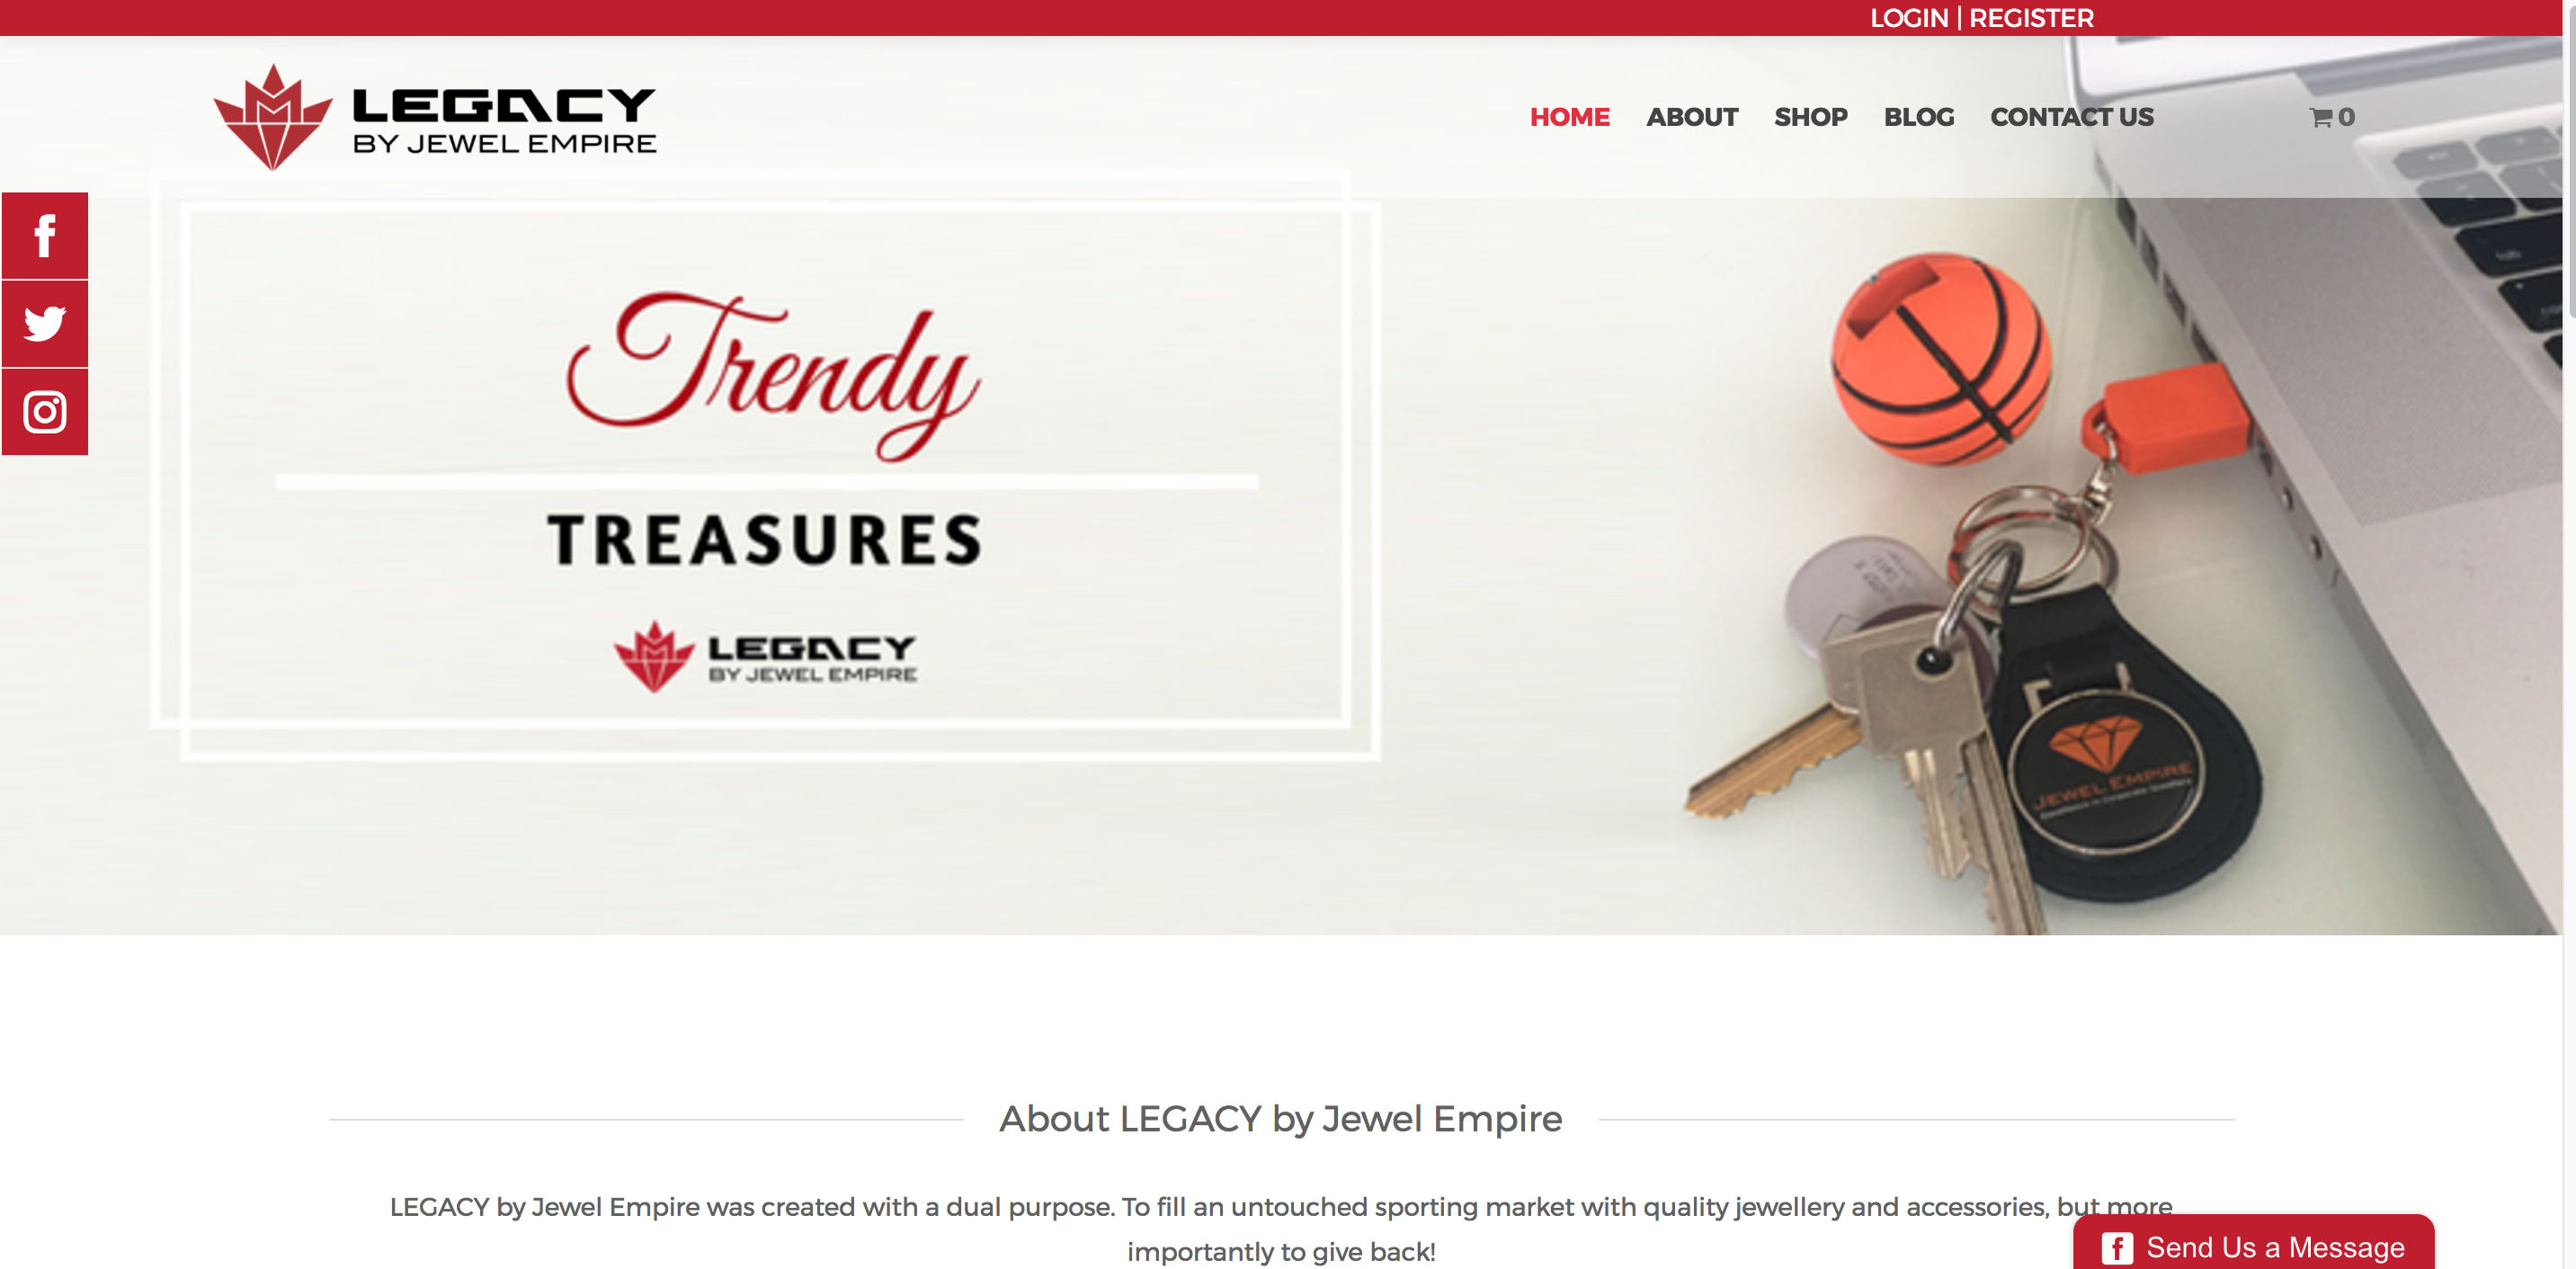 LOGIN | REGISTER
LEGACY
BY JEWEL EMPIRE
HOME ABOUT SHOP BLOG CONTACT US 0
Trendy
TREASURES
LEGACY
BY JEWEL EMPIRE
JEWEL EMPIRE
About LEGACY by Jewel Empire
LEGACY by Jewel Empire was created with a dual purpose. To fill an untouched sporting market with quality jewellery and accessories, but more
importantly to give back!
Send Us a Message